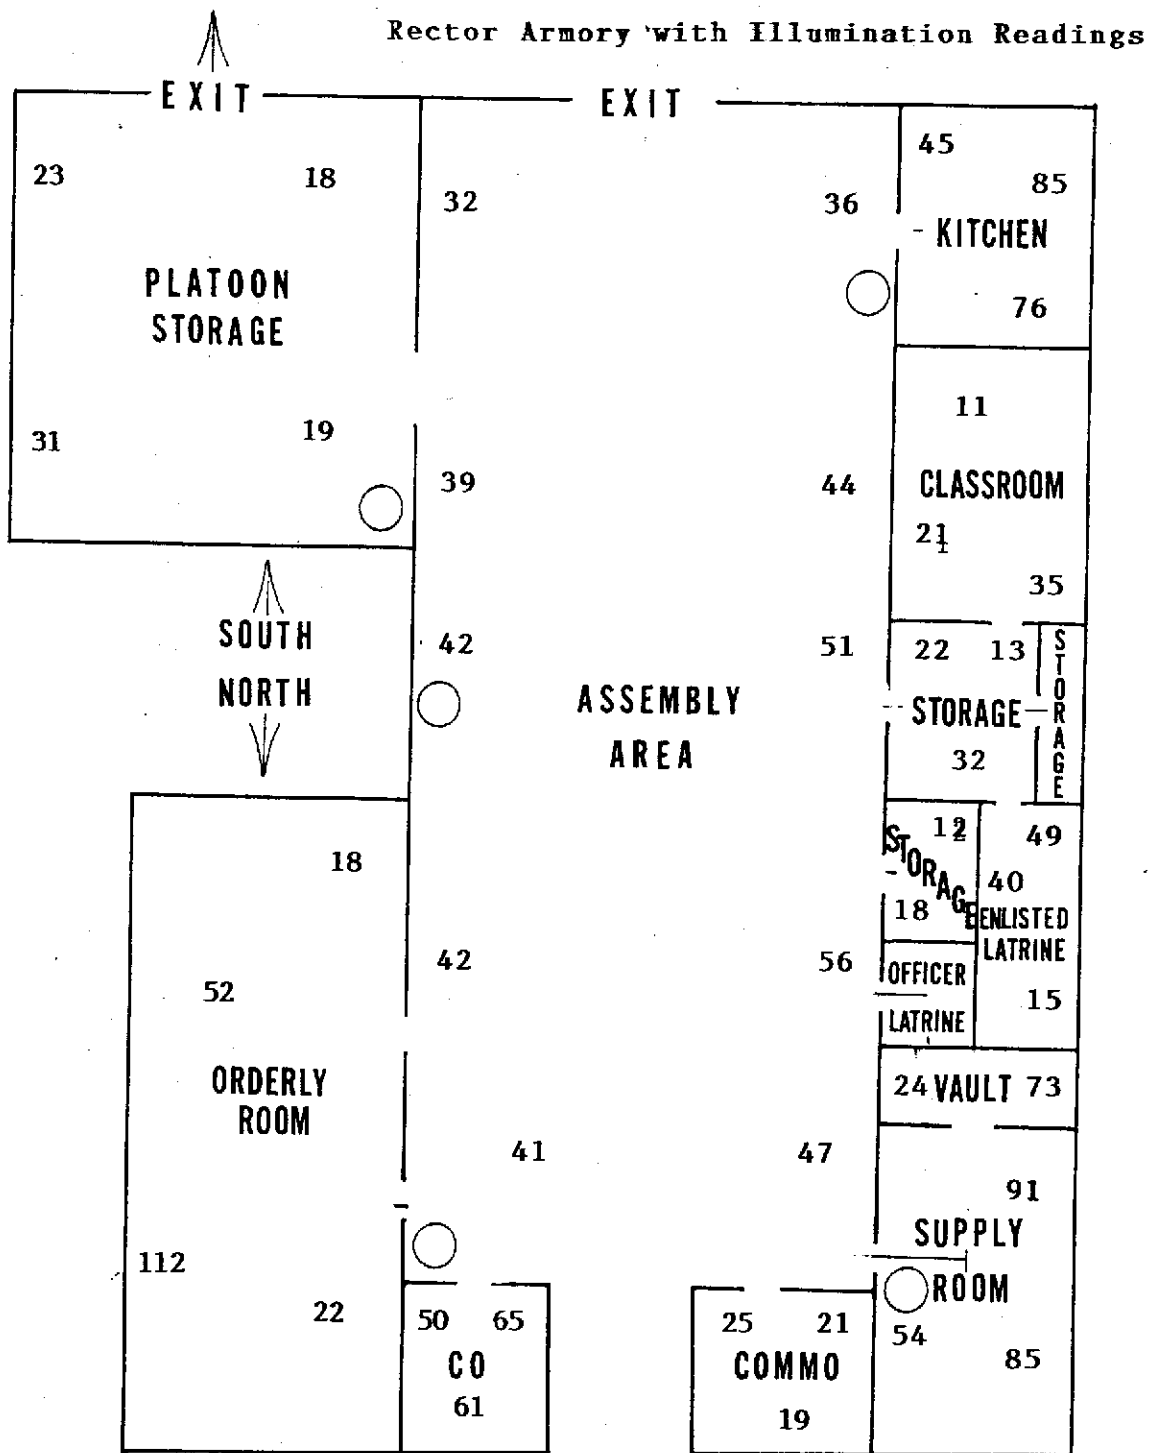 Rector Armory with Illumination Readings
EXIT EXIT
45
23 18 32 36 85
KITCHEN
PLATOON
STORAGE
76
11
31 19 39 44
CLASSROOM
21
35
SOUTH
NORTH
42 51 22 13
STORAGE
STORAGE
32
ASSEMBLY
AREA
18
12 49
STORAGE
40
18
ENLISTED
LATRINE
52 42 56
OFFICER
LATRINE
15
ORDERLY
ROOM
24 VAULT 73
41 47
91
SUPPLY
ROOM
112
22
50 65
CO
61
25 21
COMMO
19
54
85